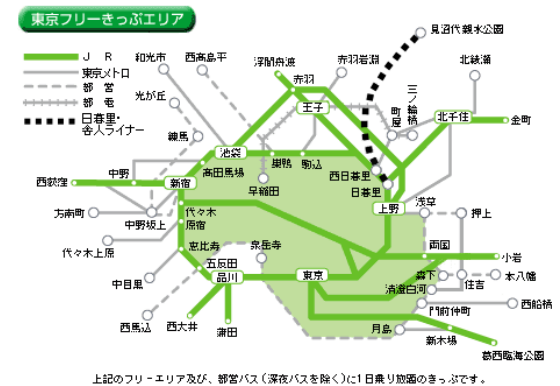 東京フリーきっぷエリア
JR
東京メトロ
都営
都電
日暮里・
舎人ライナー
和光市
西高島平
浮間舟渡
赤羽岩淵
見沼代親水公園
光が丘
赤羽
王子
三ノ輪橋
町屋
北綾瀬
練馬
北千住
金町
池袋
巣鴨
駒込
西日暮里
日暮里
中野
高田馬場
早稲田
西荻窪
新宿
上野
浅草
押上
方南町
中野坂上
代々木
原宿
代々木上原
恵比寿
泉岳寺
両国
小岩
五反田
品川
東京
森下
住吉
本八幡
清澄白河
中目黒
門前仲町
西船橋
西馬込
西大井
蒲田
月島
新木場
葛西臨海公園
上記のフリーエリア及び、都営バス(深夜バスを除く)に1日乗り放題のきっぷです。